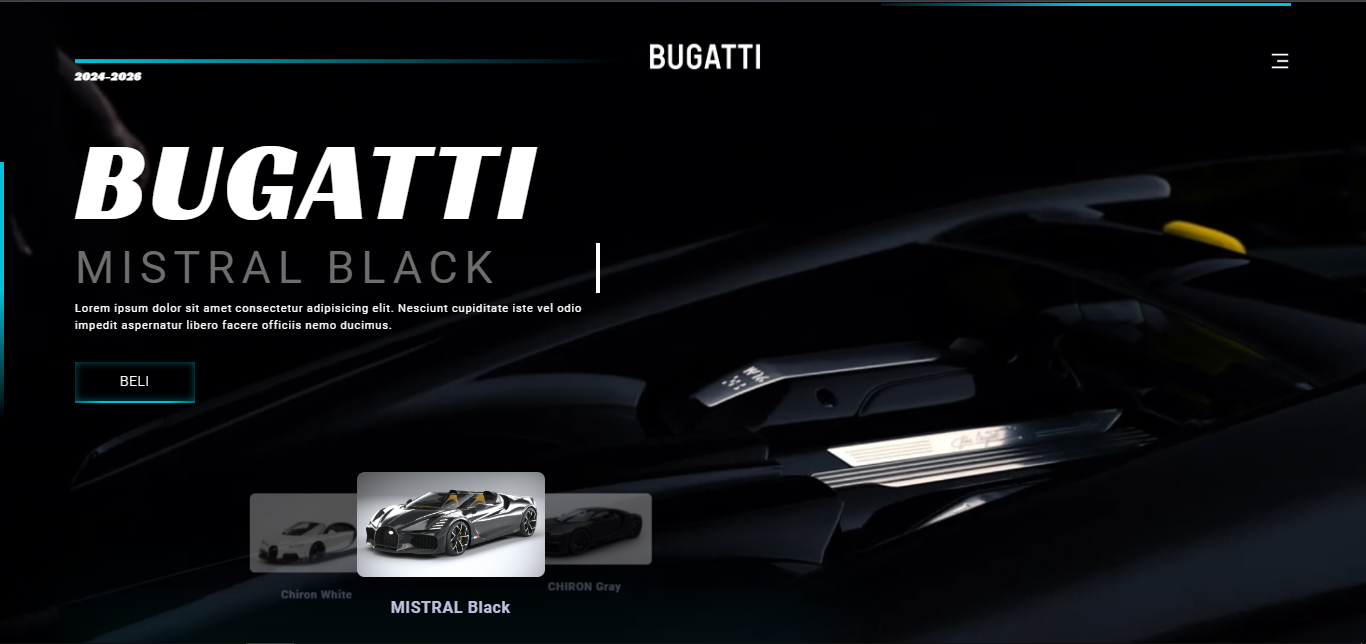 BUGATTI
2024-2026
BUGATTI
MISTRAL BLACK
Lorem ipsum dolor sit amet consectetur adipisicing elit. Nesciunt cupiditate iste vel odio
impedit aspernatur libero facere officiis nemo ducimus.
BELI
W16
Chiron White
MISTRAL Black
CHIRON Gray